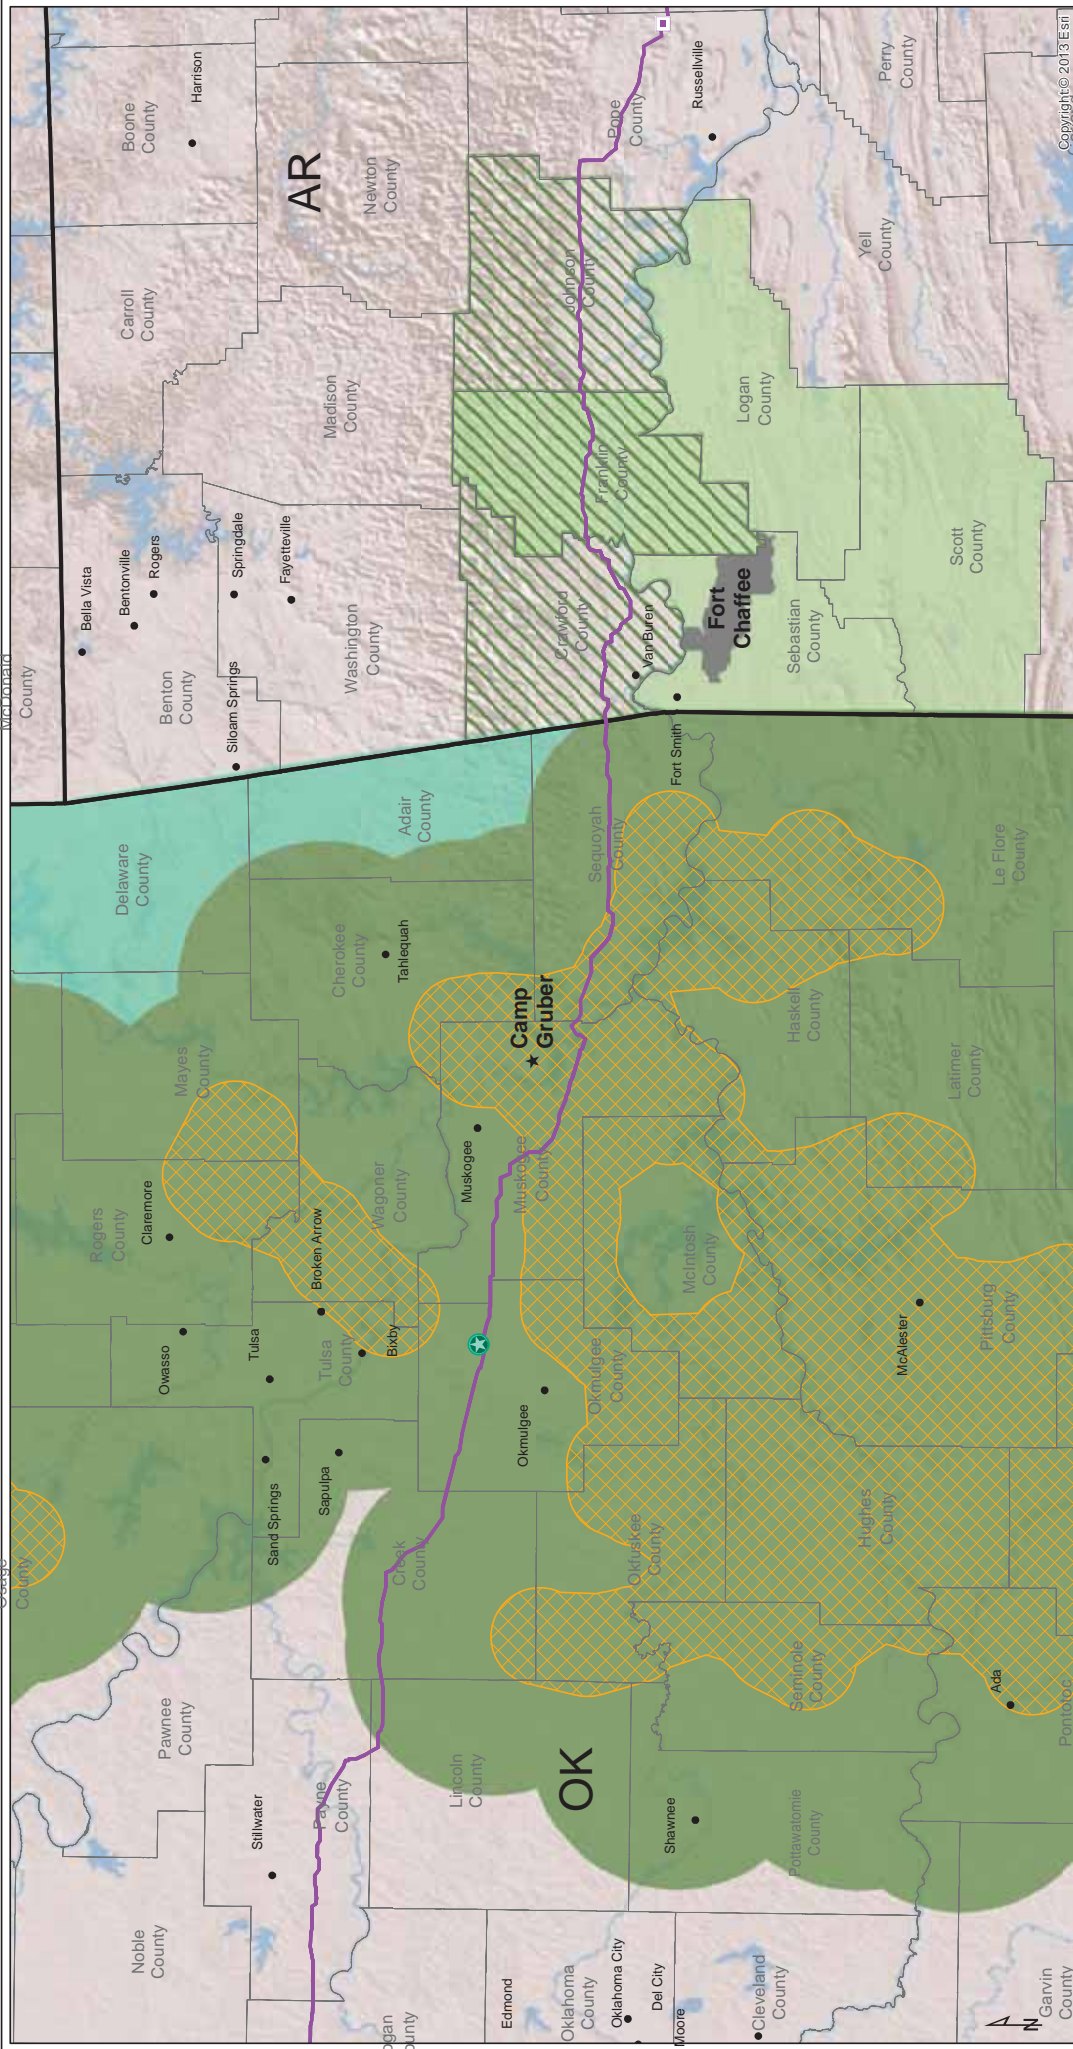 McDonald
County
Boone
County
Harrison
Carroll
County
AR
Newton
County
Pope
County
Russellville
Perry
County
Yell
County
Johnson
County
Madison
County
Logan
County
Franklin
County
Scott
County
Bella Vista
Bentonville
Rogers
Springdale
Fayetteville
Benton
County
Siloam Springs
Washington
County
Crawford
County
Van Buren
Fort
Chaffee
Sebastian
County
Fort Smith
Delaware
County
Adair
County
Sequoyah
County
Le Flore
County
Cherokee
County
Tahlequah
Camp
Gruber
Haskell
County
Latimer
County
Mayes
County
Muskogee
Muskogee
County
Wagoner
County
Rogers
County
Claremore
Broken Arrow
McIntosh
County
Pittsburg
County
McAlester
Owasso
Tulsa
Tulsa
County
Bixby
Okmulgee
County
Okmulgee
Sapulpa
Sand Springs
Creek
County
Okfuskee
County
Hughes
County
Osage
County
Pawnee
County
Seminole
County
Ada
Pontotoc
Lincoln
County
OK
Payne
County
Stillwater
Shawnee
Pottawatomie
County
Noble
County
Edmond
Oklahoma
County
Oklahoma City
Del City
Moore
Cleveland
County
Garvin
County
ogan
ounty
N
Copyright:© 2013 Esri